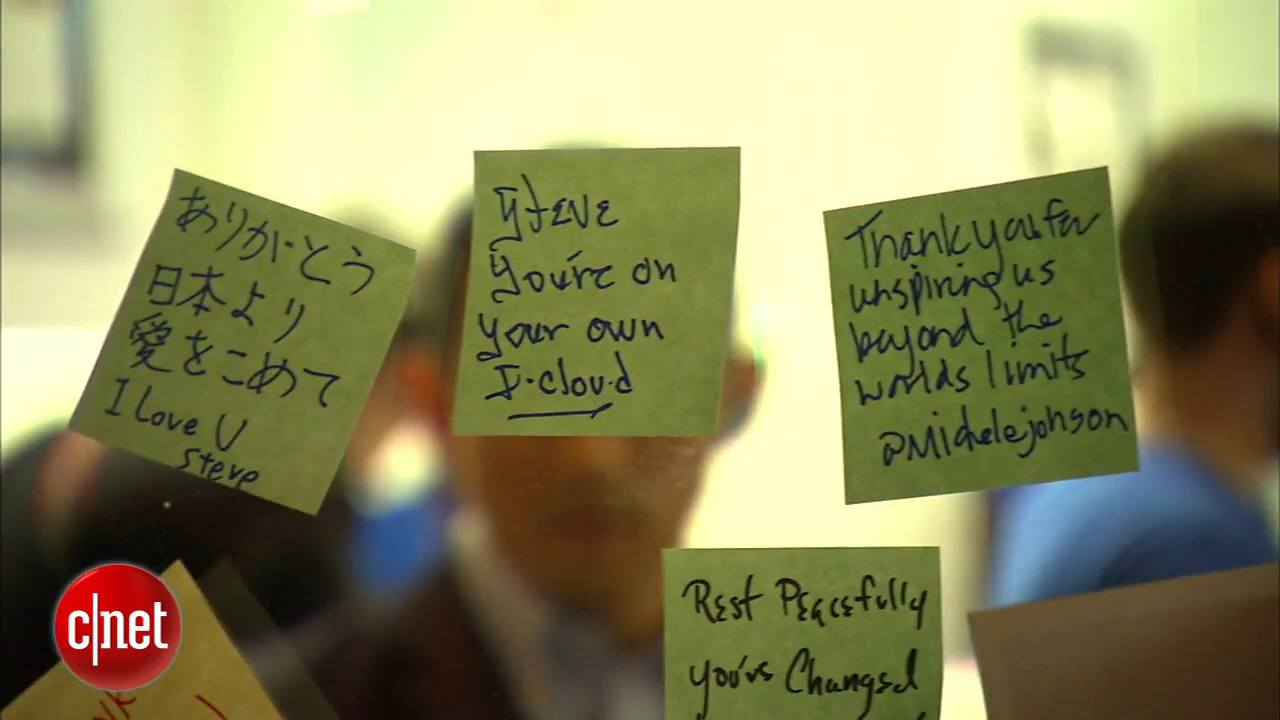 ありがとう
日本より
愛をこめて
I Love U
Steve
Steve
You're on
your own
I-cloud
Thank you for
unspiring us
beyond the
worlds limits
@Michelejohnson
Rest Peacefully
You've Changed
c|net